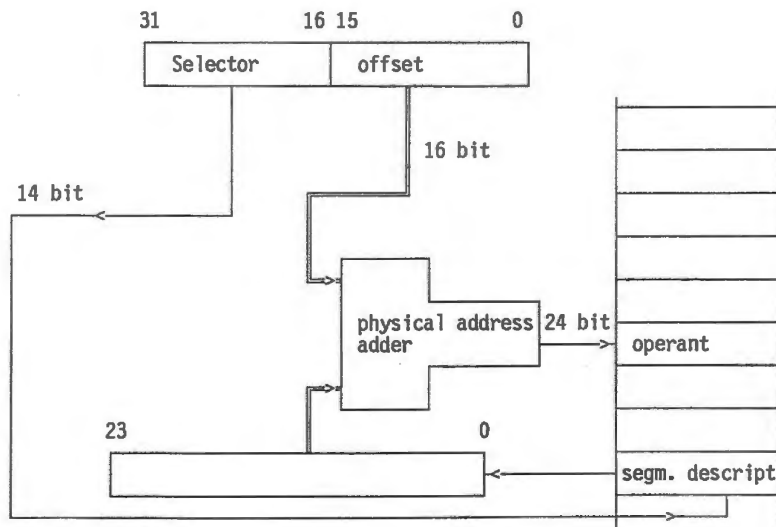 31 16 15 0
Selector offset
16 bit
14 bit
physical address
adder
24 bit
operant
23 0
segm. descript